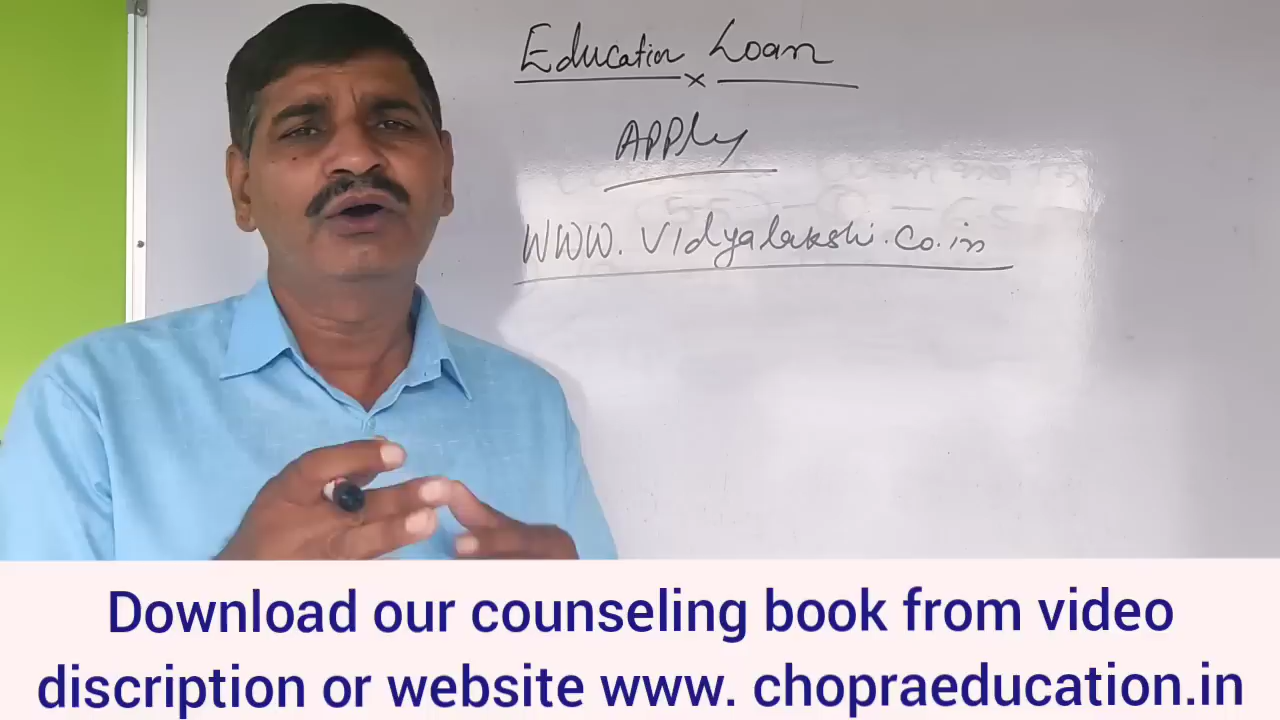 Education Loan
x
APPly
WWW.Vidyalakshi.co.in
Download our counseling book from video
discription or website www. chopraeducation.in